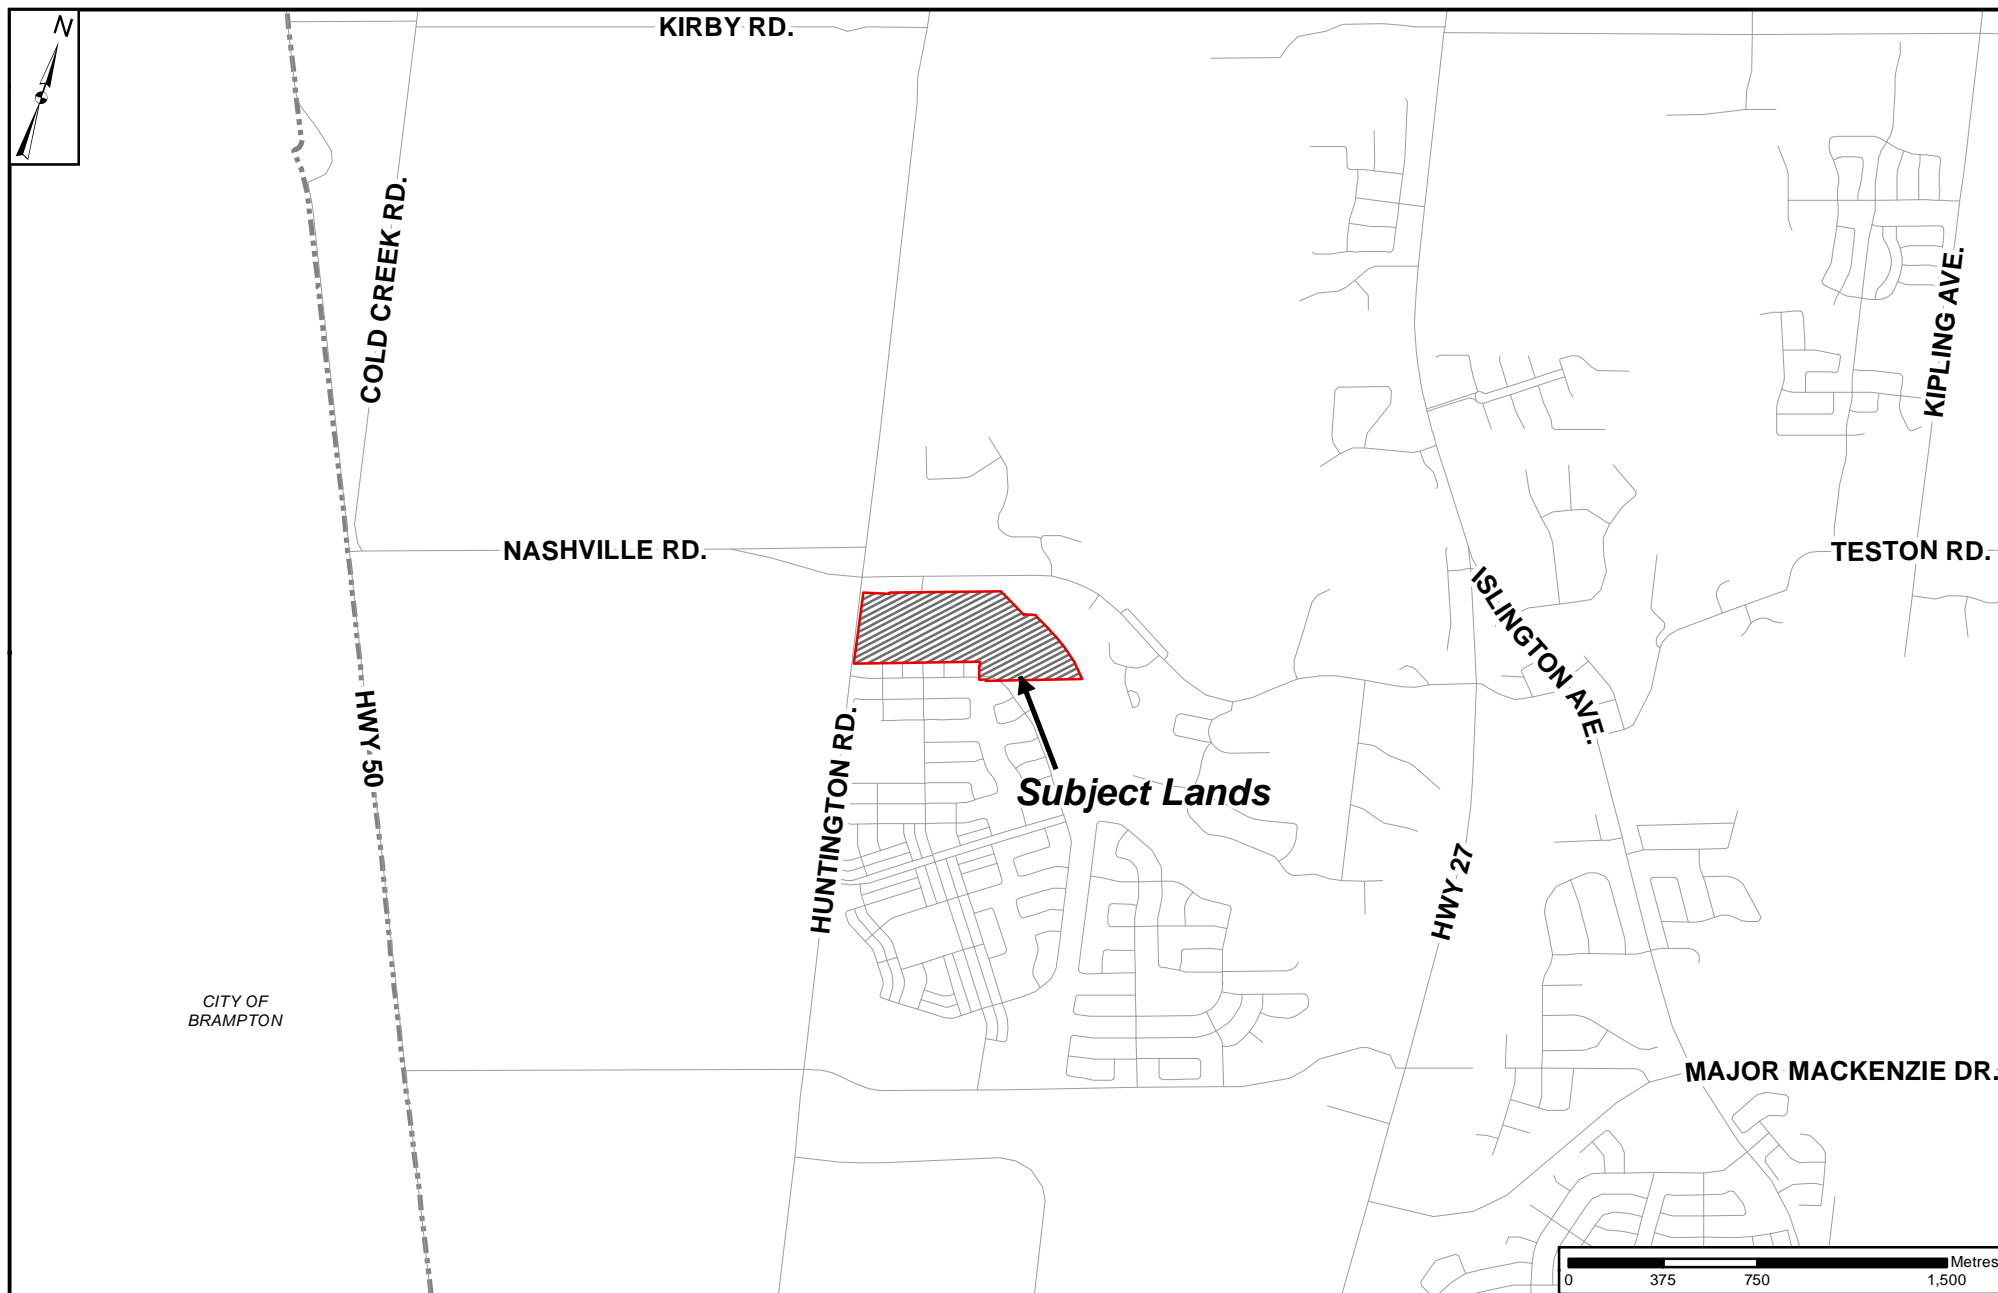 N
KIRBY RD.
COLD CREEK RD.
KIPLING AVE.
NASHVILLE RD.
TESTON RD.
ISLINGTON AVE.
HWY 50
HUNTINGTON RD.
Subject Lands
HWY 27
CITY OF
BRAMPTON
MAJOR MACKENZIE DR.
Metres
0 375 750 1,500